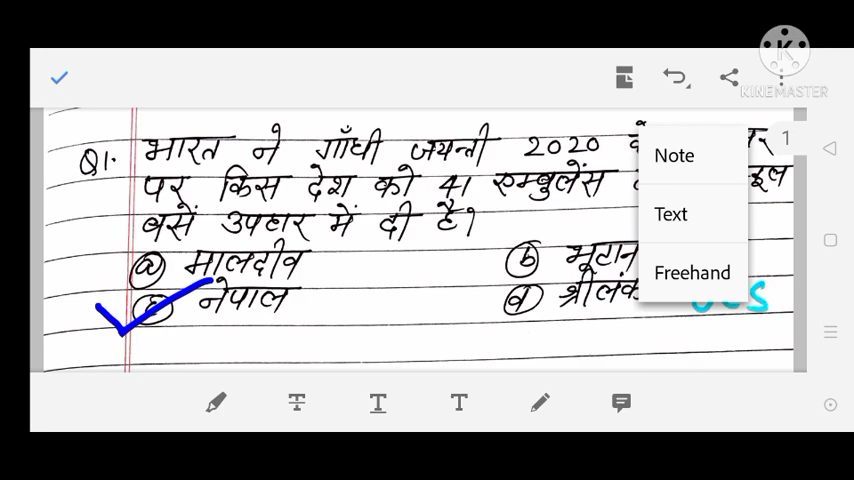 KINEMASTER
Q1. भारत ने गाँधी जयन्ती 2020 के
1
पर किस देश को 41 एम्बुलेंस
बसें उपहार में दी है?
(a) मालदीव (b) भूटान
(c) नेपाल (d) श्रीलंक
Note
Text
Freehand